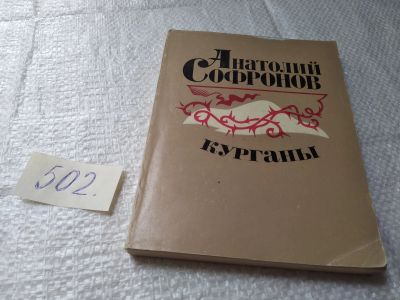 Анатолий
Софронов
курганы
502.